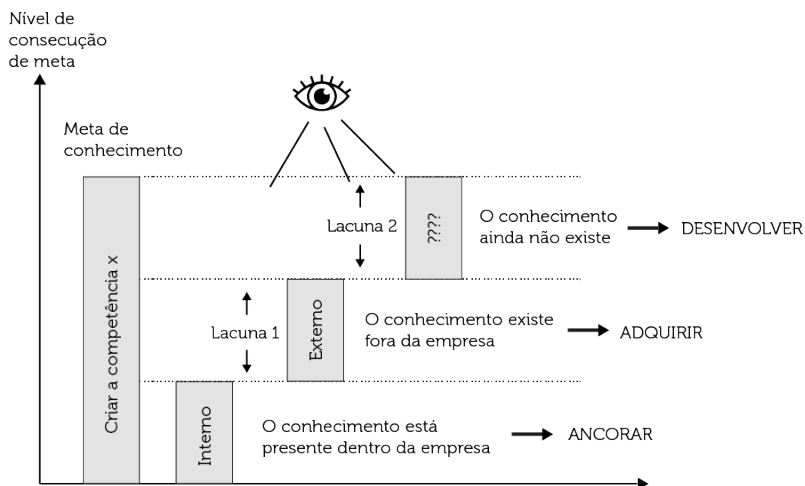 Nível de
consecução
de meta
Meta de
conhecimento
Criar a competência x
Lacuna 2
????
O conhecimento
ainda não existe
DESENVOLVER
Lacuna 1
Externo
O conhecimento existe
fora da empresa
ADQUIRIR
Interno
O conhecimento está
presente dentro da empresa
ANCORAR